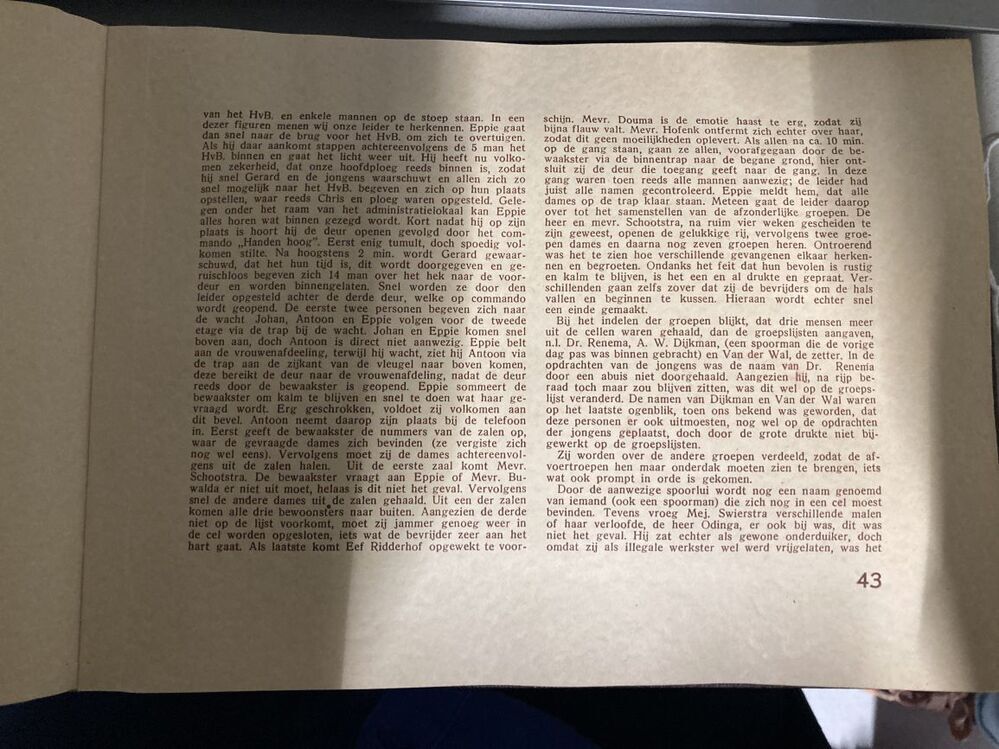 van het HvB. en enkele mannen op de stoep staan. In een
dezer figuren menen wij onze leider te herkennen. Eppie gaat
dan snel naar de brug voor het HvB. om zich te overtuigen.
Als hij daar aankomt stappen achtereenvolgens de 5 man het
HvB. binnen en gaat het licht weer uit. Hij heeft nu volko-
men zekerheid, dat onze hoofdploeg reeds binnen is, zodat
hij snel Gerard en de jongens waarschuwt en allen zich zo
snel mogelijk naar het HvB. begeven en zich op hun plaats
opstellen, waar reeds Chris en ploeg waren opgesteld. Gele-
gen onder het raam van het administratielokaal kan Eppie
alles horen wat binnen gezegd wordt. Kort nadat hij op zijn
plaats is hoort hij de deur openen gevolgd door het com-
mando „Handen hoog". Eerst enig tumult, doch spoedig vol-
komen stilte. Na hoogstens 2 min. wordt Gerard gewaar-
schuwd, dat het hun tijd is, dit wordt doorgegeven en ge-
ruischloos begeven zich 14 man over het hek naar de voor-
deur en worden binnengelaten. Snel worden ze door den
leider opgesteld achter de derde deur, welke op commando
wordt geopend. De eerste twee personen begeven zich naar
de wacht Johan, Antoon en Eppie volgen voor de tweede
etage via de trap bij de wacht. Johan en Eppie komen snel
boven aan, doch Antoon is direct niet aanwezig. Eppie belt
aan de vrouwenafdeeling, terwijl hij wacht, ziet hij Antoon via
de trap aan de zijkant van de vleugel naar boven komen,
deze bereikt de deur naar de vrouwenafdeling, nadat de deur
reeds door de bewaakster is geopend. Eppie sommeert de
bewaakster om kalm te blijven en snel te doen wat haar ge-
vraagd wordt. Erg geschrokken, voldoet zij volkomen aan
dit bevel. Antoon neemt daarop zijn plaats bij de telefoon
in. Eerst geeft de bewaakster de nummers van de zalen op,
waar de gevraagde dames zich bevinden (ze vergiste zich
nog wel eens). Vervolgens moet zij de dames achtereenvol-
gens uit de zalen halen. Uit de eerste zaal komt Mevr.
Schootstra. De bewaakster vraagt aan Eppie of Mevr. Bu-
walda er niet uit moet, helaas is dit niet het geval. Vervolgens
snel de andere dames uit de zalen gehaald. Uit een der zalen
komen alle drie bewoonsters naar buiten. Aangezien de derde
niet op de lijst voorkomt, moet zij jammer genoeg weer in
de cel worden opgesloten, iets wat de bevrijder zeer aan het
hart gaat. Als laatste komt Eef Ridderhof opgewekt te voor-
schijn. Mevr. Douma is de emotie haast te erg, zodat zij
bijna flauw valt. Mevr. Hofenk ontfermt zich echter over haar,
zodat dit geen moeilijkheden oplevert. Als allen na ca. 10 min.
op de gang staan, gaan ze allen, voorafgegaan door de be-
waakster via de binnentrap naar de begane grond, hier ont-
sluit zij de deur die toegang geeft naar de gang. In deze
gang waren toen reeds alle mannen aanwezig; de leider had
juist alle namen gecontroleerd. Eppie meldt hem, dat alle
dames op de trap klaar staan. Meteen gaat de leider daarop
over tot het samenstellen van de afzonderlijke groepen. De
heer en mevr. Schootstra, na ruim vier weken gescheiden te
zijn geweest, openen de gelukkige rij, vervolgens twee groe-
pen dames en daarna nog zeven groepen heren. Ontroerend
was het te zien hoe verschillende gevangenen elkaar herken-
nen en begroeten. Ondanks het feit dat hun bevolen is rustig
en kalm te blijven, is het een en al drukte en gepraat. Ver-
schillenden gaan zelfs zover dat zij de bevrijders om de hals
vallen en beginnen te kussen. Hieraan wordt echter snel
een einde gemaakt.
Bij het indelen der groepen blijkt, dat drie mensen meer
uit de cellen waren gehaald, dan de groepslijsten aangaven,
n.l. Dr. Renema, A. W. Dijkman, (een spoorman die de vorige
dag pas was binnen gebracht) en Van der Wal, de zetter. In de
opdrachten van de jongens was de naam van Dr. Renema
door een abuis niet doorgehaald. Aangezien hij, na rijp be-
raad toch maar zou blijven zitten, was dit wel op de groeps-
lijst veranderd. De namen van Dijkman en Van der Wal waren
op het laatste ogenblik, toen ons bekend was geworden, dat
deze personen er ook uitmoesten, nog wel op de opdrachten
der jongens geplaatst, doch door de grote drukte niet bij-
gewerkt op de groepslijsten.
Zij worden over de andere groepen verdeeld, zodat de af-
voertroepen hen maar onderdak moeten zien te brengen, iets
wat ook prompt in orde is gekomen.
Door de aanwezige spoorlui wordt nog een naam genoemd
van iemand (ook een spoorman) die zich nog in een cel moest
bevinden. Tevens vroeg Mej. Swierstra verschillende malen
of haar verloofde, de heer Odinga, er ook bij was, dit was
niet het geval. Hij zat echter als gewone onderduiker, doch
omdat zij als illegale werkster wel werd vrijgelaten, was het
43